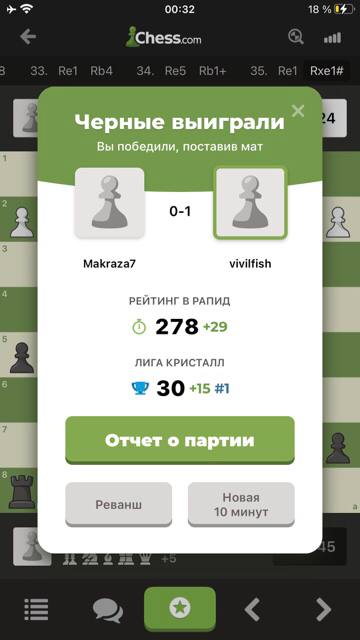 00:32
18 %
Chess.com
8 33. Re1 Rb4 34. Re5 Rb1+ 35. Re1 Rxe1#
24
Черные выиграли
Вы победили, поставив мат
0-1
Makraza7 vivilfish
РЕЙТИНГ В РАПИД
278 +29
ЛИГА КРИСТАЛЛ
30 +15 #1
Отчет о партии
Реванш
Новая
10 минут
1
2
3
4
5
6
7
8
a
+5
45